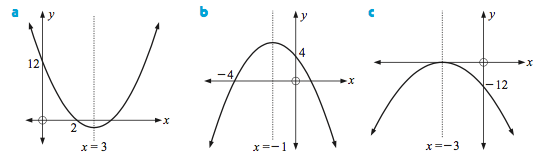 a
y
12
2
x
x = 3
b
y
4
−4
x
x = −1
c
y
x
−12
x = −3